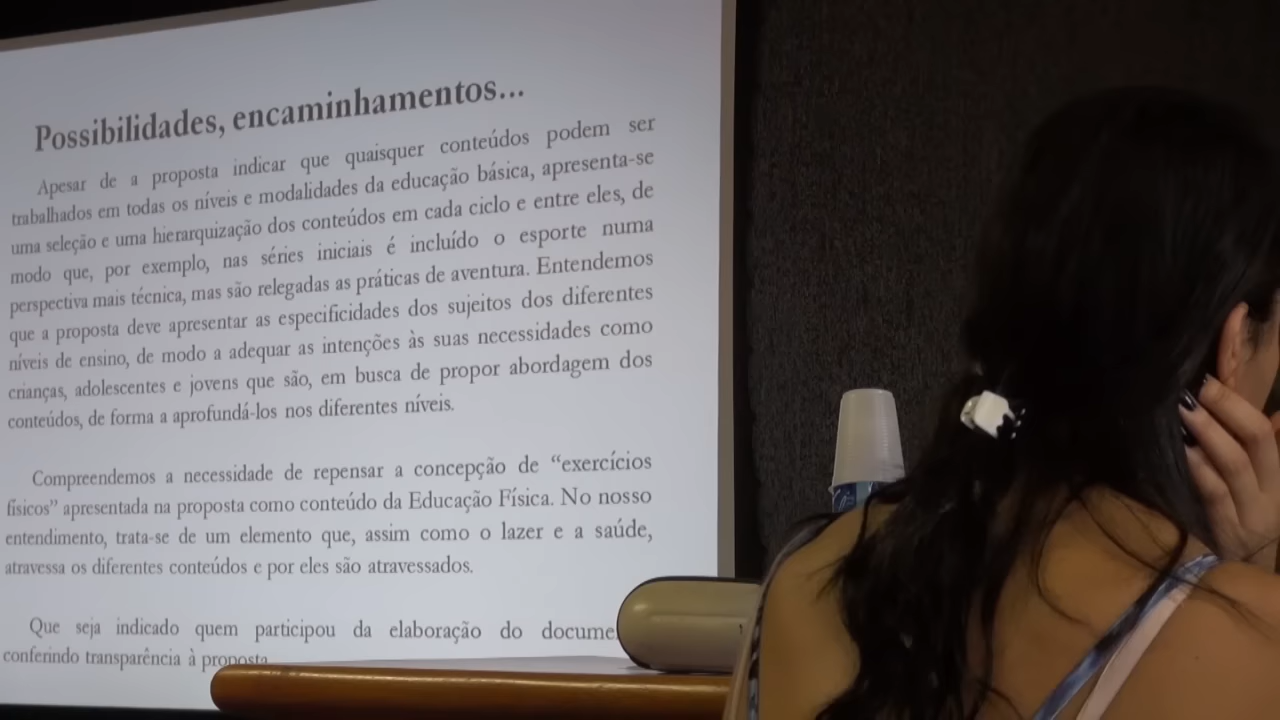 Possibilidades, encaminhamentos...
Apesar de a proposta indicar que quaisquer conteúdos podem ser
trabalhados em todas os níveis e modalidades da educação básica, apresenta-se
uma seleção e uma hierarquização dos conteúdos em cada ciclo e entre eles, de
modo que, por exemplo, nas séries iniciais é incluído o esporte numa
perspectiva mais técnica, mas são relegadas as práticas de aventura. Entendemos
que a proposta deve apresentar as especificidades dos sujeitos dos diferentes
níveis de ensino, de modo a adequar as intenções às suas necessidades como
crianças, adolescentes e jovens que são, em busca de propor abordagem dos
conteúdos, de forma a aprofundá-los nos diferentes níveis.
Compreendemos a necessidade de repensar a concepção de “exercícios
físicos” apresentada na proposta como conteúdo da Educação Física. No nosso
entendimento, trata-se de um elemento que, assim como o lazer e a saúde,
atravessa os diferentes conteúdos e por eles são atravessados.
Que seja indicado quem participou da elaboração do docume
conferindo transparência à proposta